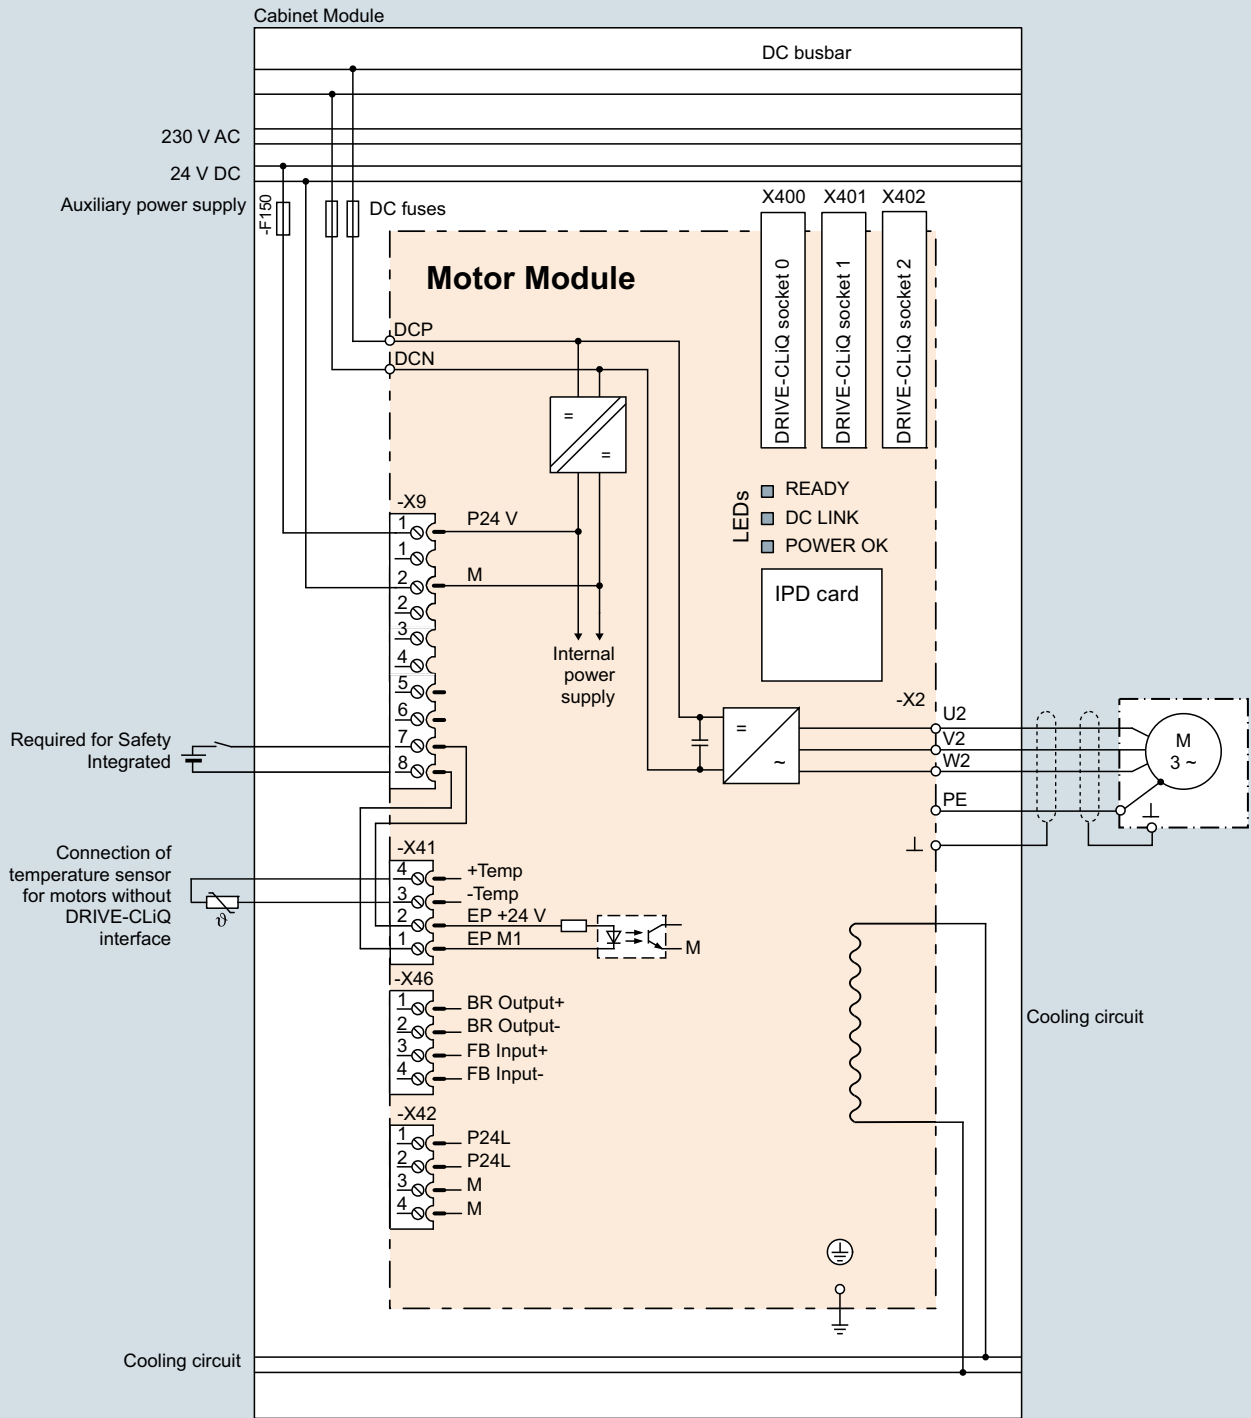 Cabinet Module
DC busbar
230 V AC
24 V DC
Auxiliary power supply
-F150
DC fuses
X400
X401
X402
DRIVE-CLiQ socket 0
DRIVE-CLiQ socket 1
DRIVE-CLiQ socket 2
Motor Module
DCP
DCN
=
=
LEDs
READY
DC LINK
POWER OK
IPD card
-X9
1
P24 V
1
2
M
2
3
4
5
6
7
8
Internal
power
supply
Required for Safety
Integrated
-X2
U2
V2
W2
PE
=
~
M
3 ~
Connection of
temperature sensor
for motors without
DRIVE-CLiQ
interface
ϑ
-X41
4
+Temp
3
-Temp
2
EP +24 V
1
EP M1
M
-X46
1
BR Output+
2
BR Output-
3
FB Input+
4
FB Input-
-X42
1
P24L
2
P24L
3
M
4
M
Cooling circuit
Cooling circuit